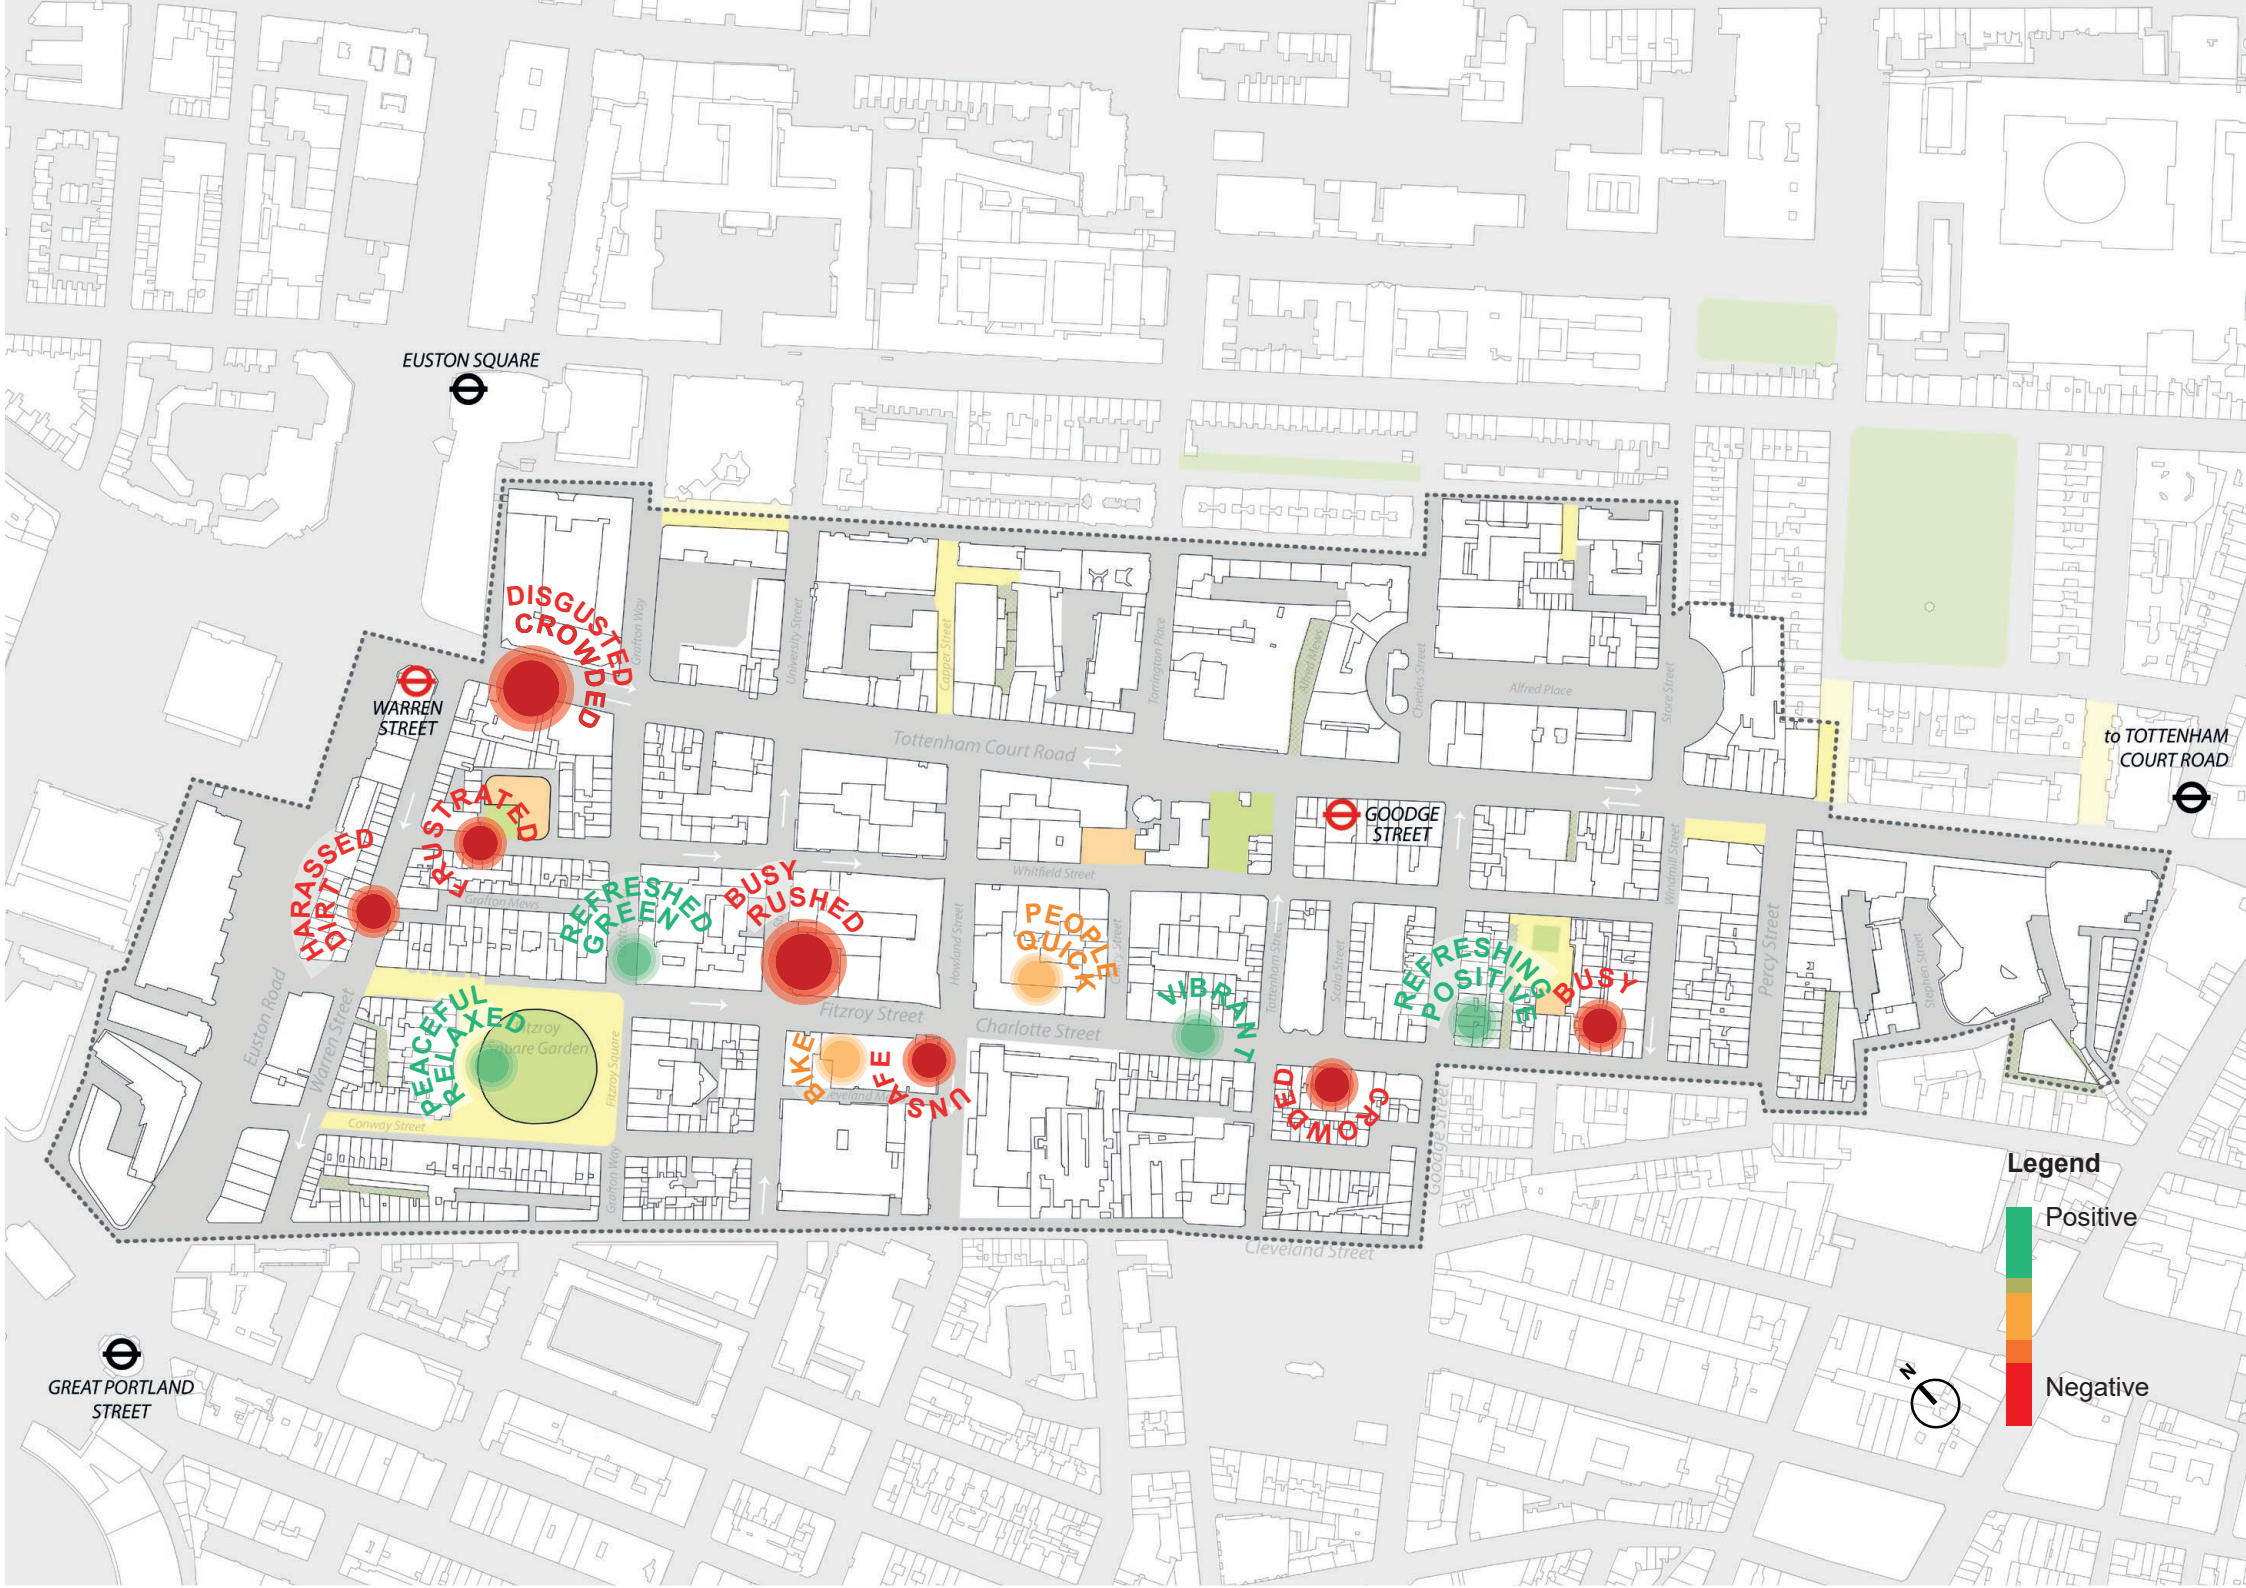 EUSTON SQUARE
WARREN
STREET
DISGUSTED
CROWDED
Grafton Way
University Street
Capper Street
Torrington Place
Alfred Mews
Chenies Street
Alfred Place
Store Street
Tottenham Court Road
to TOTTENHAM
COURT ROAD
GOODGE
STREET
FRUSTRATED
HARASSED
DIRT
Grafton Mews
REFRESHED
GREEN
BUSY
RUSHED
Whitfield Street
Howland Street
PEOPLE
QUICK
Windmill Street
Percy Street
Stephen Street
Tottenham Street
Scala Street
VIBRANT
REFRESHING
POSITIVE
BUSY
Euston Road
Warren Street
PEACEFUL
RELAXED
Fitzroy
Square Garden
Fitzroy Square
Fitzroy Street
Charlotte Street
BIKE
UNSAFE
CROWDED
Goodge Street
Conway Street
Grafton Way
Cleveland Street
GREAT PORTLAND
STREET
Legend
Positive
Negative
N